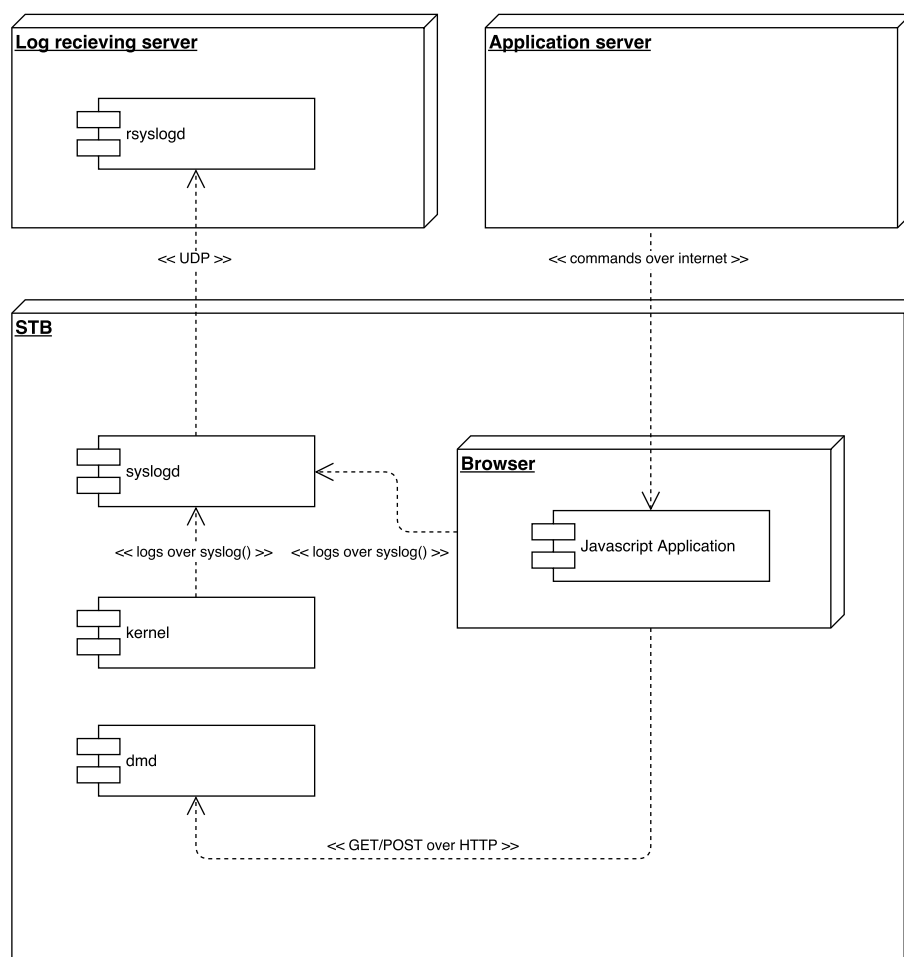 Log recieving server
Application server
rsyslogd
<< UDP >>
<< commands over internet >>
STB
syslogd
Browser
Javascript Application
<< logs over syslog() >>
<< logs over syslog() >>
kernel
dmd
<< GET/POST over HTTP >>